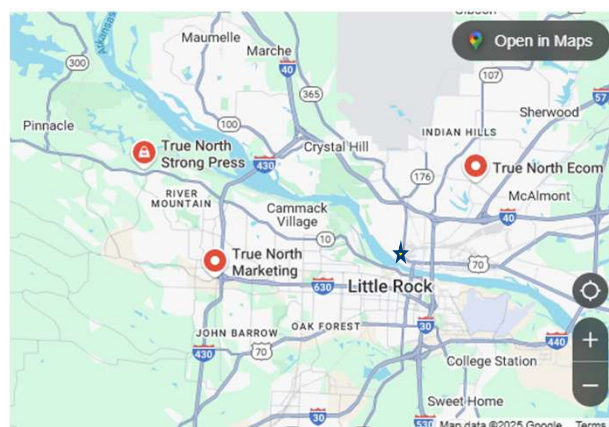 Gibson
Maumelle
Open in Maps
Arkansas
Marche
300
40
107
365
57
Sherwood
Pinnacle
100
INDIAN HILLS
True North
Strong Press
Crystal Hill
430
True North Ecom
176
RIVER
MOUNTAIN
McAlmont
Cammack
Village
40
10
True North
Marketing
70
Little Rock
630
OAK FOREST
30
JOHN BARROW
440
430
70
College Station
30
Sweet Home
530
Map data ©2025 Google
Terms